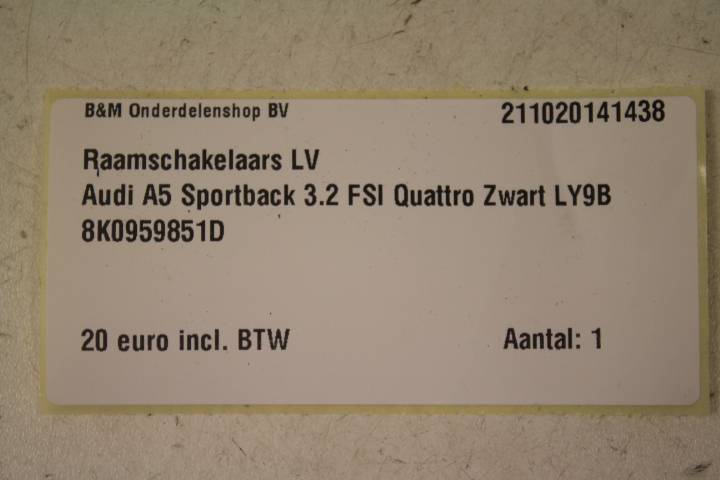 B&M Onderdelenshop BV 211020141438
Raamschakelaars LV
Audi A5 Sportback 3.2 FSI Quattro Zwart LY9B
8K0959851D
20 euro incl. BTW Aantal: 1